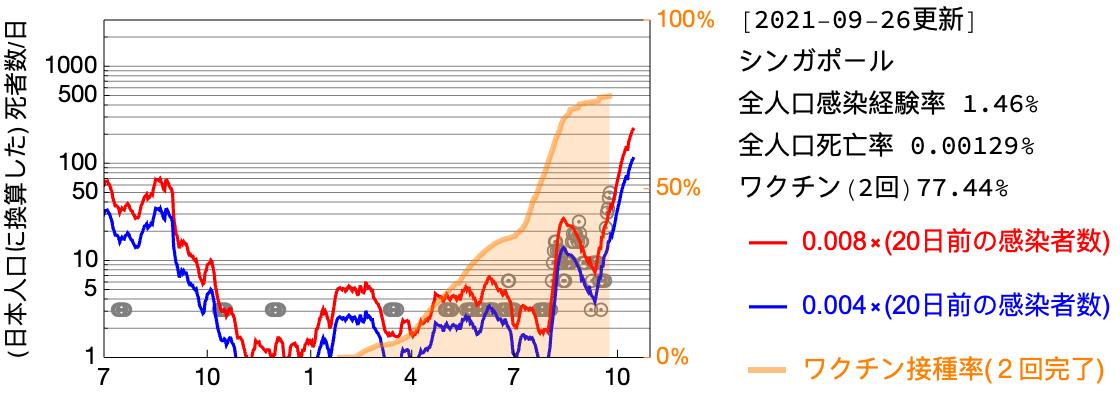 [2021-09-26更新]
シンガポール
全人口感染経験率 1.46%
全人口死亡率 0.00129%
ワクチン(2回)77.44%
0.008×(20日前の感染者数)
0.004×(20日前の感染者数)
ワクチン接種率(２回完了)
(日本人口に換算した) 死者数/日
1000
500
100
50
10
5
1
100%
50%
0%
7 10 1 4 7 10